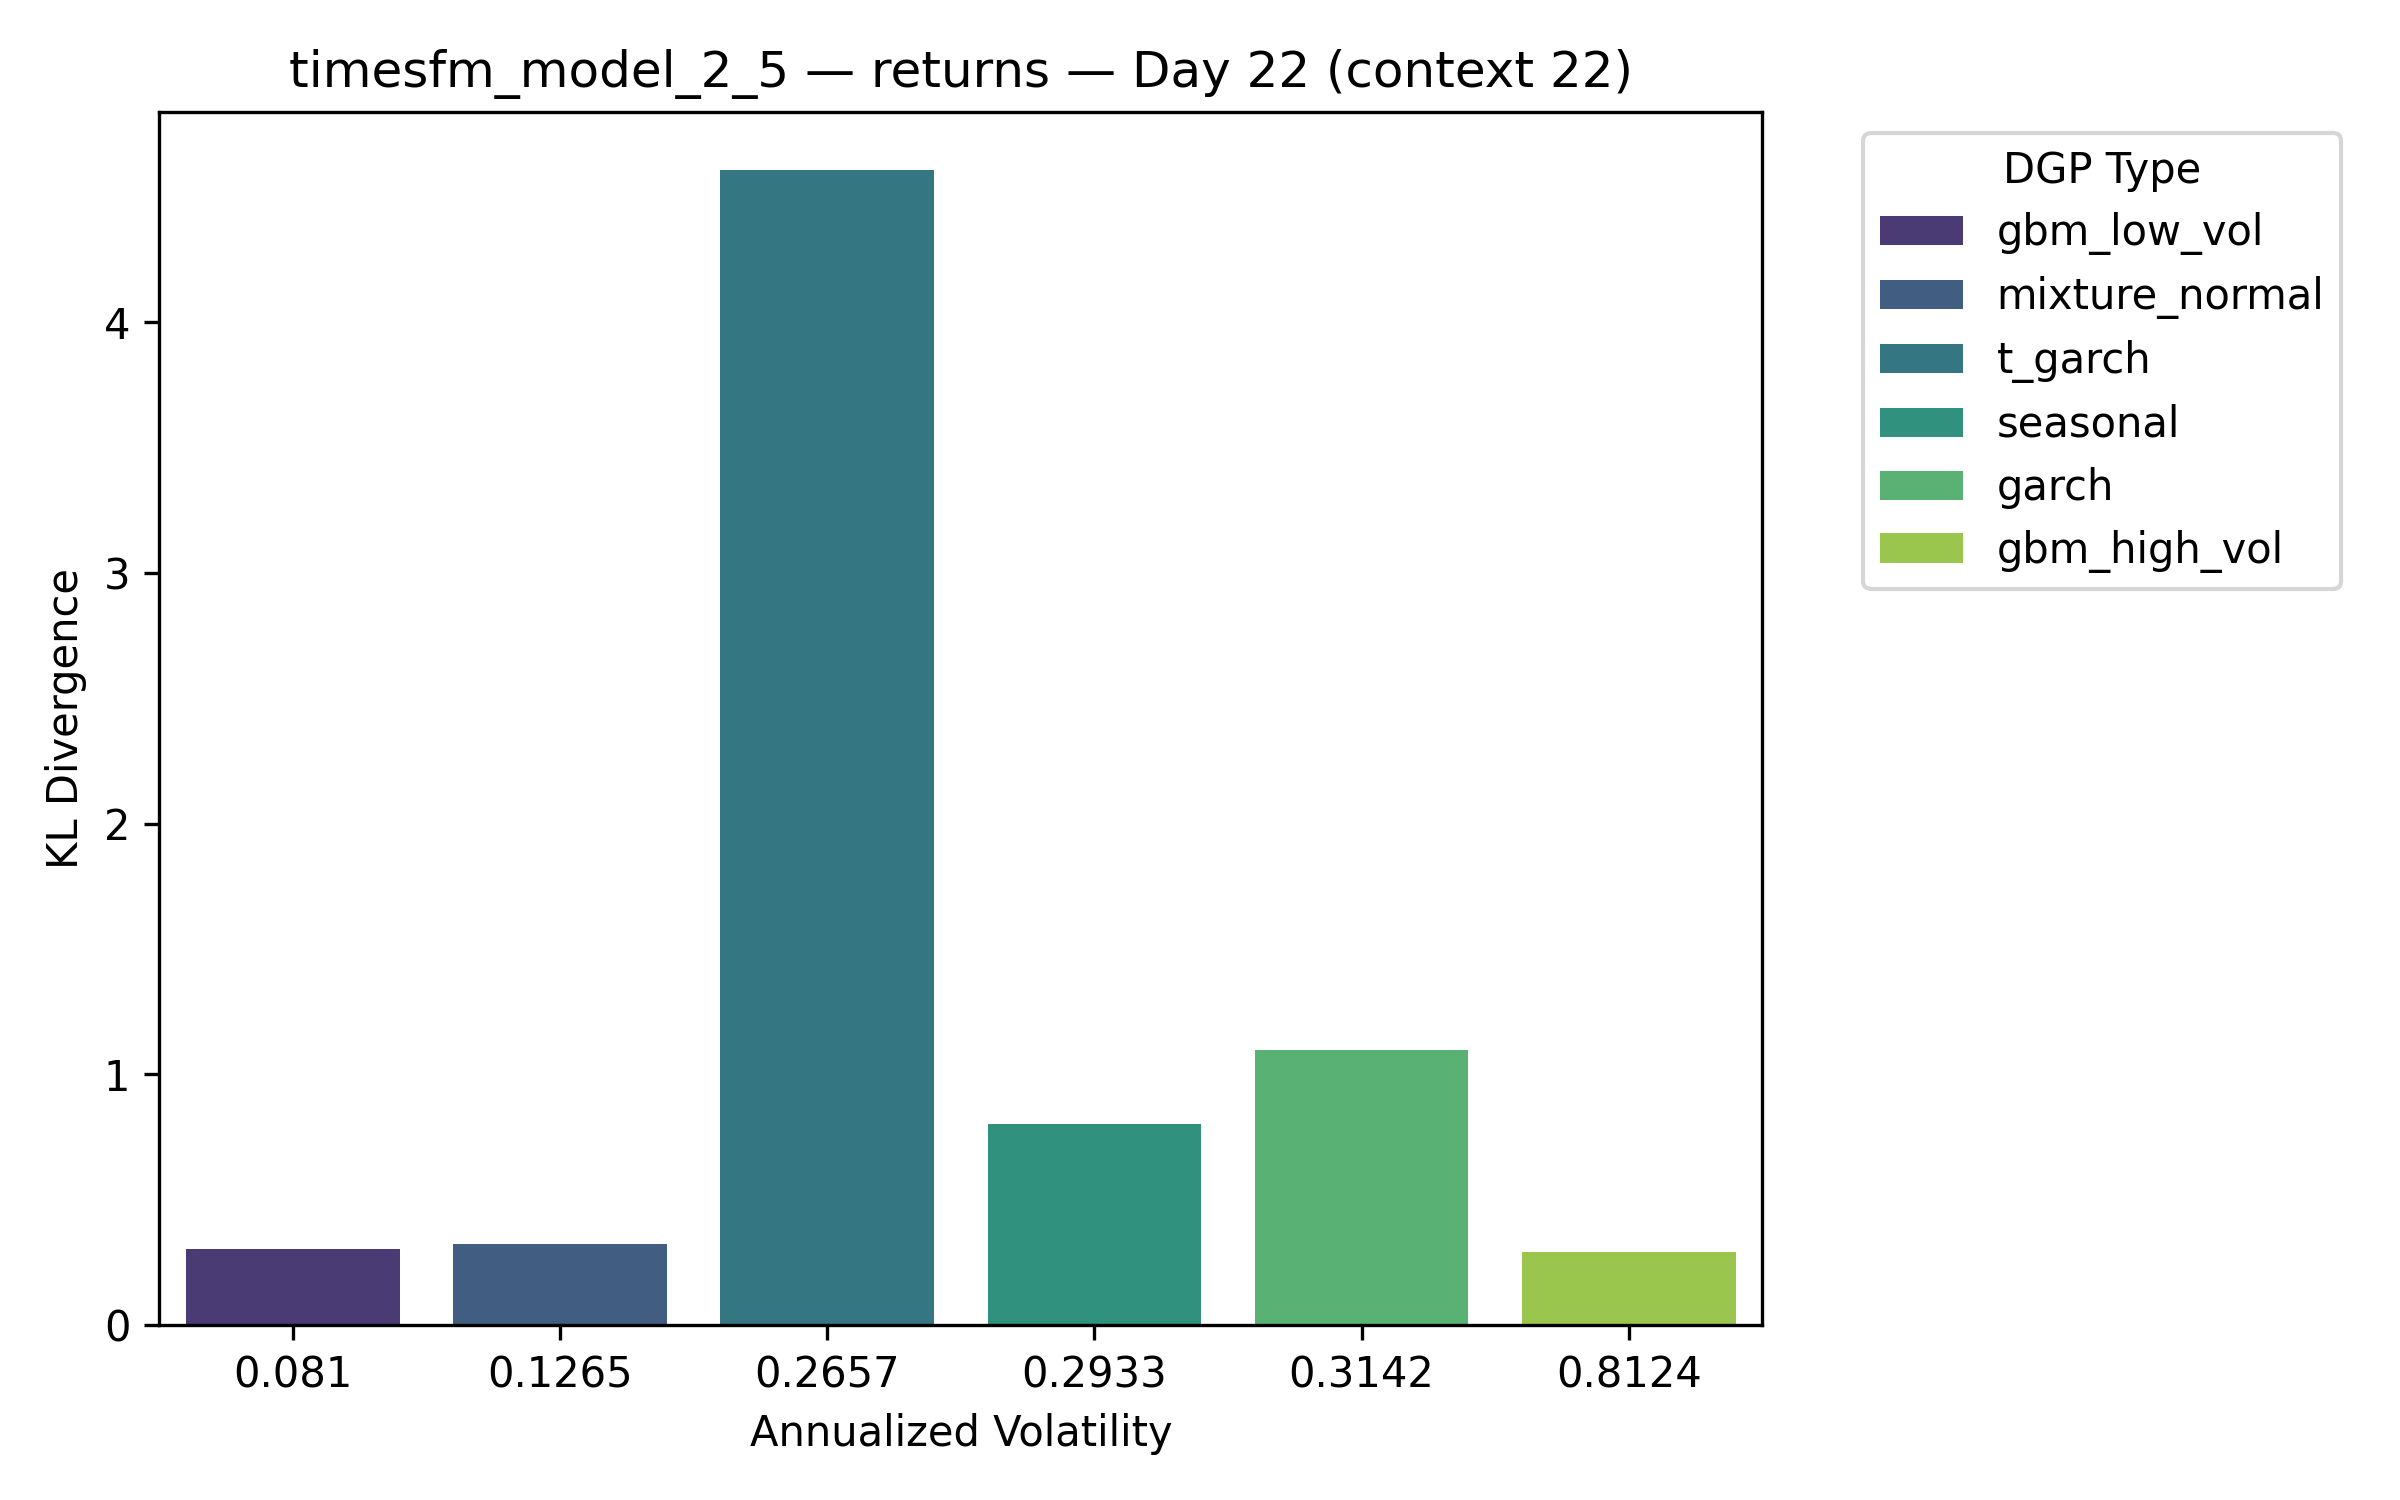 timesfm_model_2_5 — returns — Day 22 (context 22)
KL Divergence
4
3
2
1
0
0.081 0.1265 0.2657 0.2933 0.3142 0.8124
Annualized Volatility
DGP Type
gbm_low_vol
mixture_normal
t_garch
seasonal
garch
gbm_high_vol